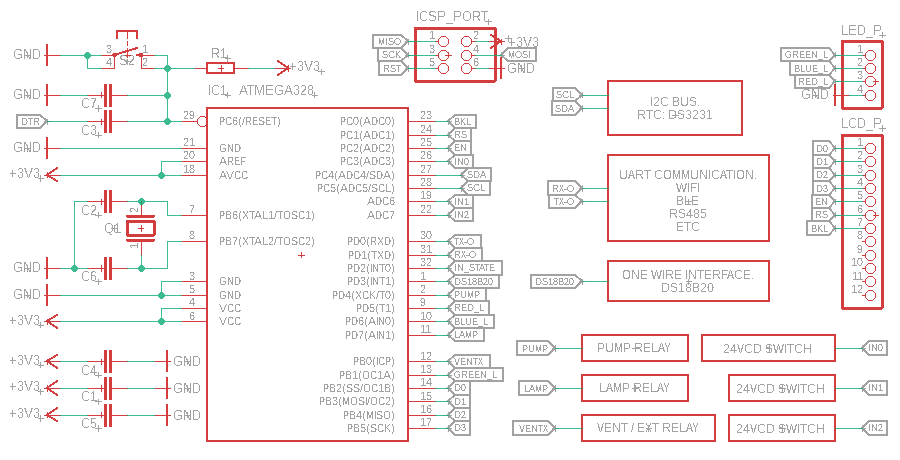 ICSP_PORT
MISO 1 2 +3V3
SCK 3 4 MOSI
RST 5 6 GND
GND 3 1
4 2
S2
R1 +3V3
GND C7
DTR C3
IC1 ATMEGA328
29 PC6(/RESET)
GND 21 GND
20 AREF
+3V3 18 AVCC
C2 7 PB6(XTAL1/TOSC1)
Q1 2 1
GND C6 8 PB7(XTAL2/TOSC2)
3 GND
GND 5 GND
4 VCC
+3V3 6 VCC
PC0(ADC0) 23 BKL
PC1(ADC1) 24 RS
PC2(ADC2) 25 EN
PC3(ADC3) 26 IN0
PC4(ADC4/SDA) 27 SDA
PC5(ADC5/SCL) 28 SCL
ADC6 19 IN1
ADC7 22 IN2
PD0(RXD) 30 TX-O
PD1(TXD) 31 RX-O
PD2(INT0) 32 IN_STATE
PD3(INT1) 1 DS18B20
PD4(XCK/T0) 2 PUMP
PD5(T1) 9 RED_L
PD6(AIN0) 10 BLUE_L
PD7(AIN1) 11 LAMP
PB0(ICP) 12 VENTX
PB1(OC1A) 13 GREEN_L
PB2(SS/OC1B) 14 D0
PB3(MOSI/OC2) 15 D1
PB4(MISO) 16 D2
PB5(SCK) 17 D3
+3V3 C4 GND
+3V3 C1 GND
+3V3 C5 GND
SCL
SDA
I2C BUS.
RTC: DS3231
RX-O
TX-O
UART COMMUNICATION.
WIFI
BLE
RS485
ETC
DS18B20
ONE WIRE INTERFACE.
DS18B20
PUMP PUMP RELAY
LAMP LAMP RELAY
VENTX VENT / EXT RELAY
24VCD SWITCH IN0
24VCD SWITCH IN1
24VCD SWITCH IN2
LED_P
GREEN_L 1
BLUE_L 2
RED_L 3
GND 4
LCD_P
D0 1
D1 2
D2 3
D3 4
EN 5
RS 6
BKL 7
8
9
10
11
12